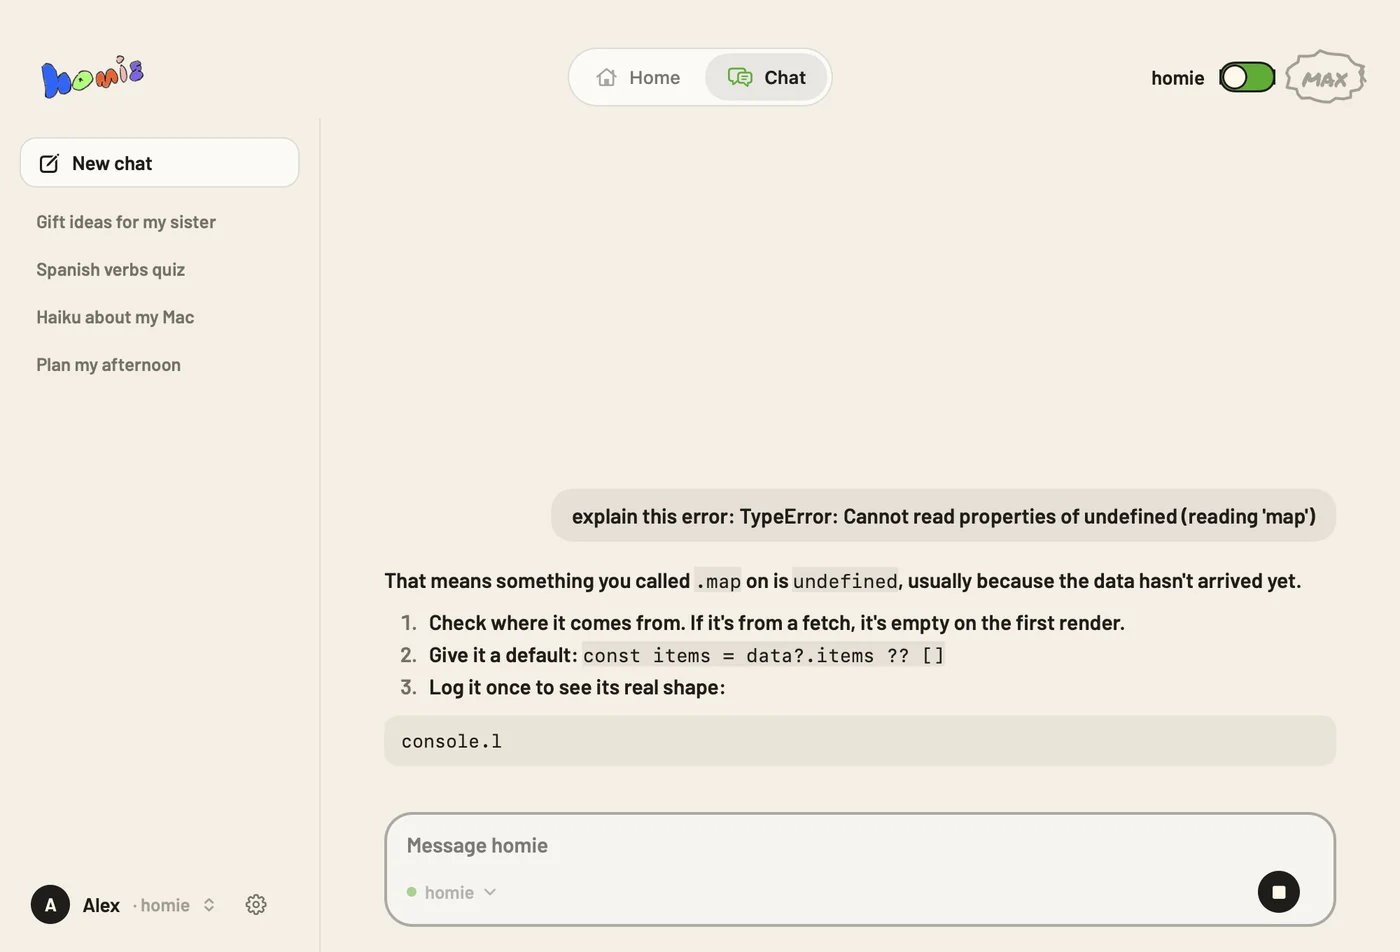 homie
Home
Chat
homie
MAX
New chat
Gift ideas for my sister
Spanish verbs quiz
Haiku about my Mac
Plan my afternoon
explain this error: TypeError: Cannot read properties of undefined (reading 'map')
That means something you called .map on is undefined, usually because the data hasn't arrived yet.
1. Check where it comes from. If it's from a fetch, it's empty on the first render.
2. Give it a default: const items = data?.items ?? []
3. Log it once to see its real shape:
console.l
Message homie
homie
A
Alex · homie